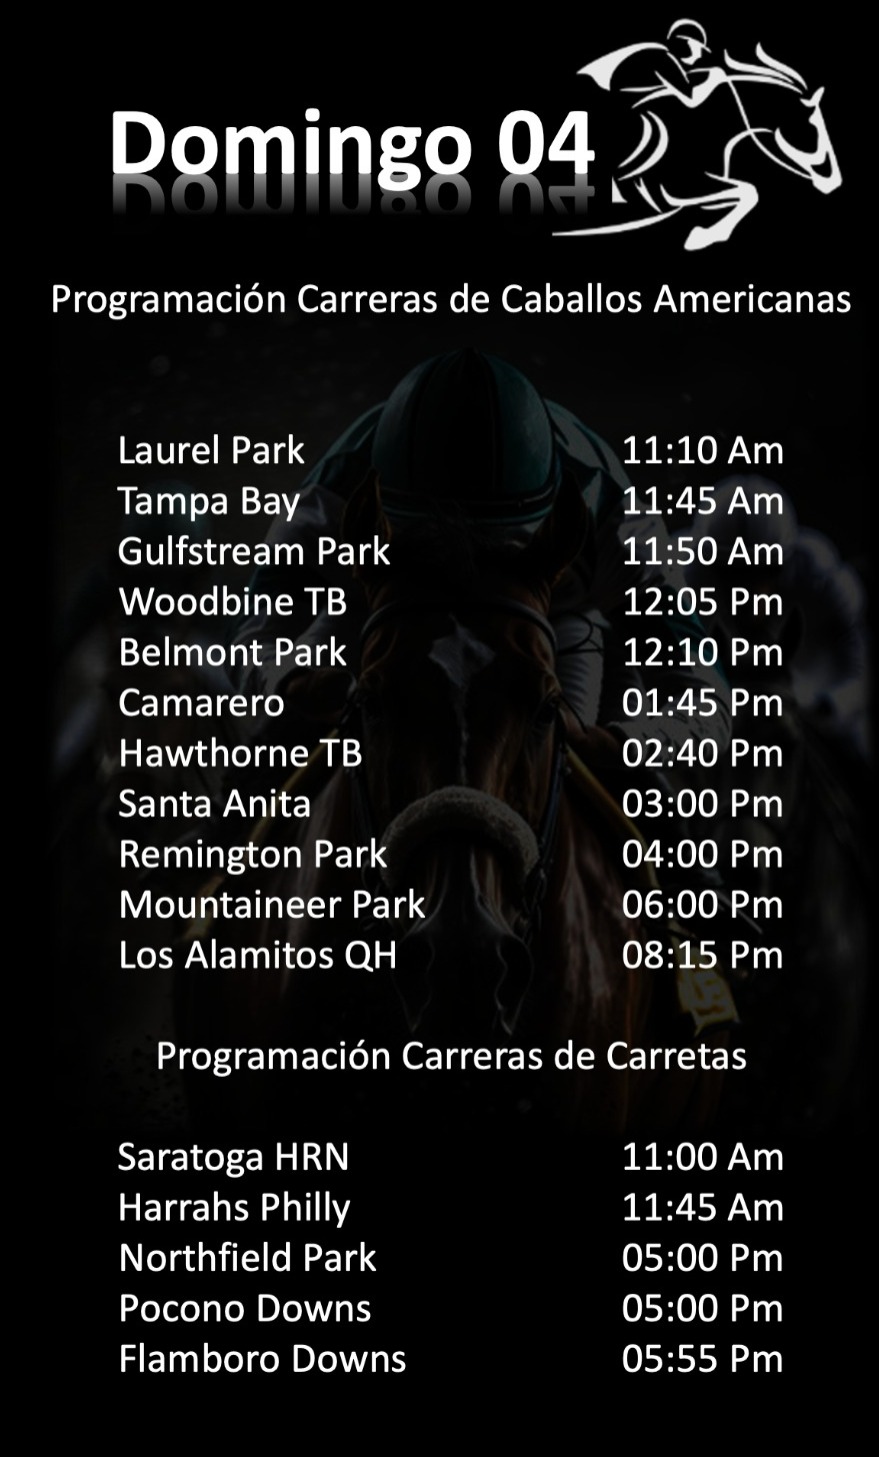 Domingo 04
Programación Carreras de Caballos Americanas
Laurel Park 11:10 Am
Tampa Bay 11:45 Am
Gulfstream Park 11:50 Am
Woodbine TB 12:05 Pm
Belmont Park 12:10 Pm
Camarero 01:45 Pm
Hawthorne TB 02:40 Pm
Santa Anita 03:00 Pm
Remington Park 04:00 Pm
Mountaineer Park 06:00 Pm
Los Alamitos QH 08:15 Pm
Programación Carreras de Carretas
Saratoga HRN 11:00 Am
Harrahs Philly 11:45 Am
Northfield Park 05:00 Pm
Pocono Downs 05:00 Pm
Flamboro Downs 05:55 Pm